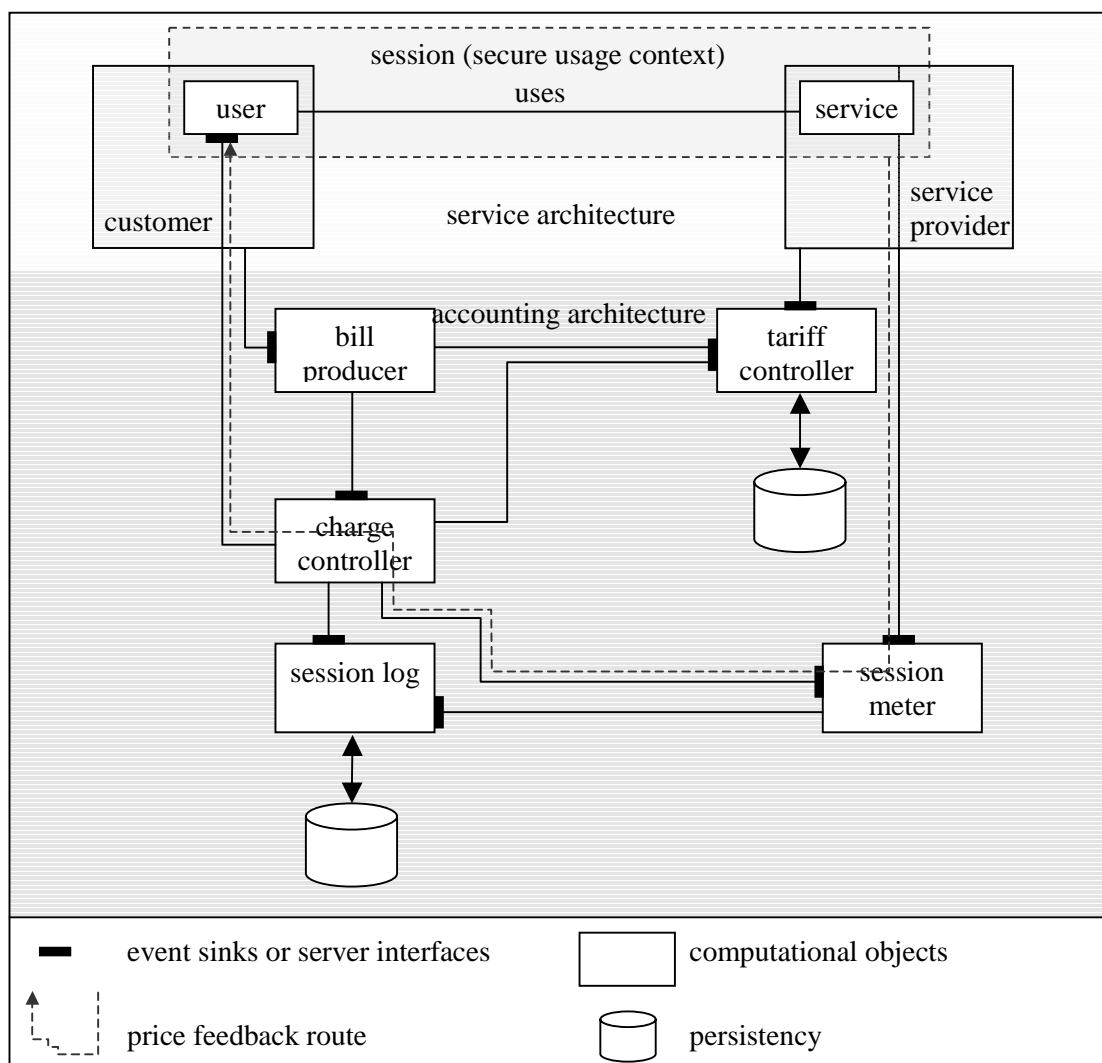 session (secure usage context)
uses
user
service
customer
service architecture
service
provider
accounting architecture
bill
producer
tariff
controller
charge
controller
session log
session
meter
event sinks or server interfaces
computational objects
price feedback route
persistency